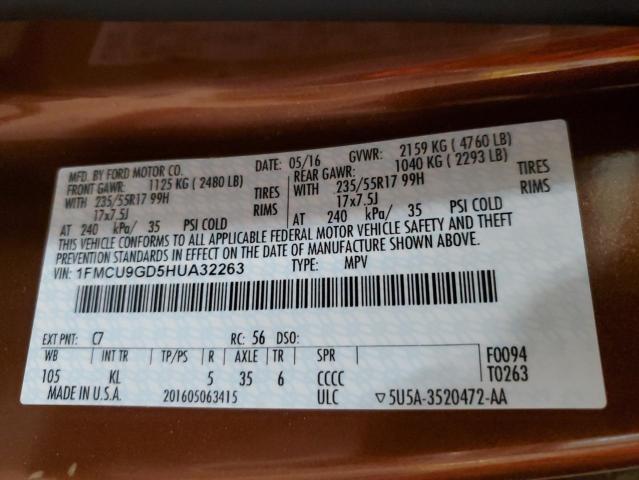 MFD. BY FORD MOTOR CO.
DATE: 05/16 GVWR: 2159 KG ( 4760 LB)
FRONT GAWR: 1125 KG ( 2480 LB)
REAR GAWR: 1040 KG ( 2293 LB)
WITH 235/55R17 99H TIRES
WITH 235/55R17 99H TIRES
17x7.5J RIMS
17x7.5J RIMS
AT 240 kPa/ 35 PSI COLD
AT 240 kPa/ 35 PSI COLD
THIS VEHICLE CONFORMS TO ALL APPLICABLE FEDERAL MOTOR VEHICLE SAFETY AND THEFT
PREVENTION STANDARDS IN EFFECT ON THE DATE OF MANUFACTURE SHOWN ABOVE.
VIN: 1FMCU9GD5HUA32263 TYPE: MPV
EXT PNT: C7 RC: 56 DSO:
WB INT TR TP/PS R AXLE TR SPR F0094
105 KL 5 35 6 CCCC T0263
MADE IN U.S.A. 201605063415 ULC ▽5U5A-3520472-AA